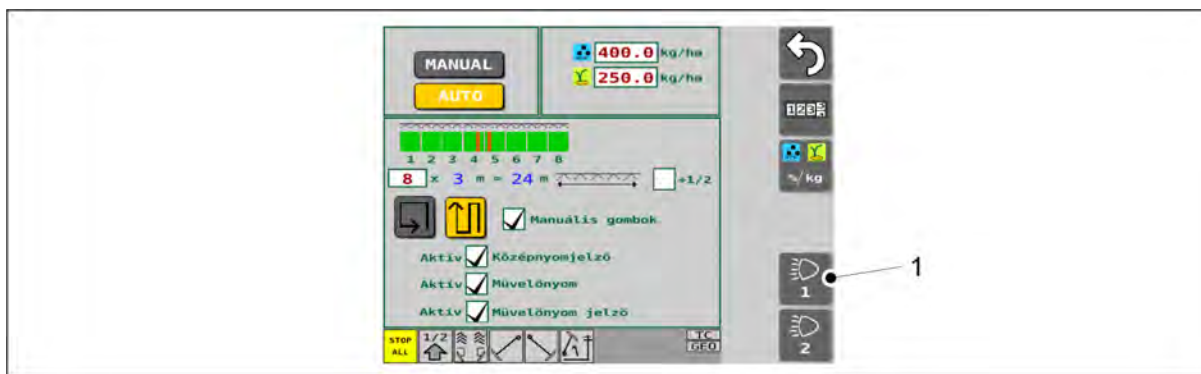 MANUAL
AUTO
400.0 kg/ha
250.0 kg/ha
1 2 3 4 5 6 7 8
8 x 3 m = 24 m +1/2
Manuális gombok
Aktív Középnyomjelző
Aktív Művelőnyom
Aktív Művelőnyom jelző
STOP ALL
1/2
TC
GEO
%/kg
1
2
1